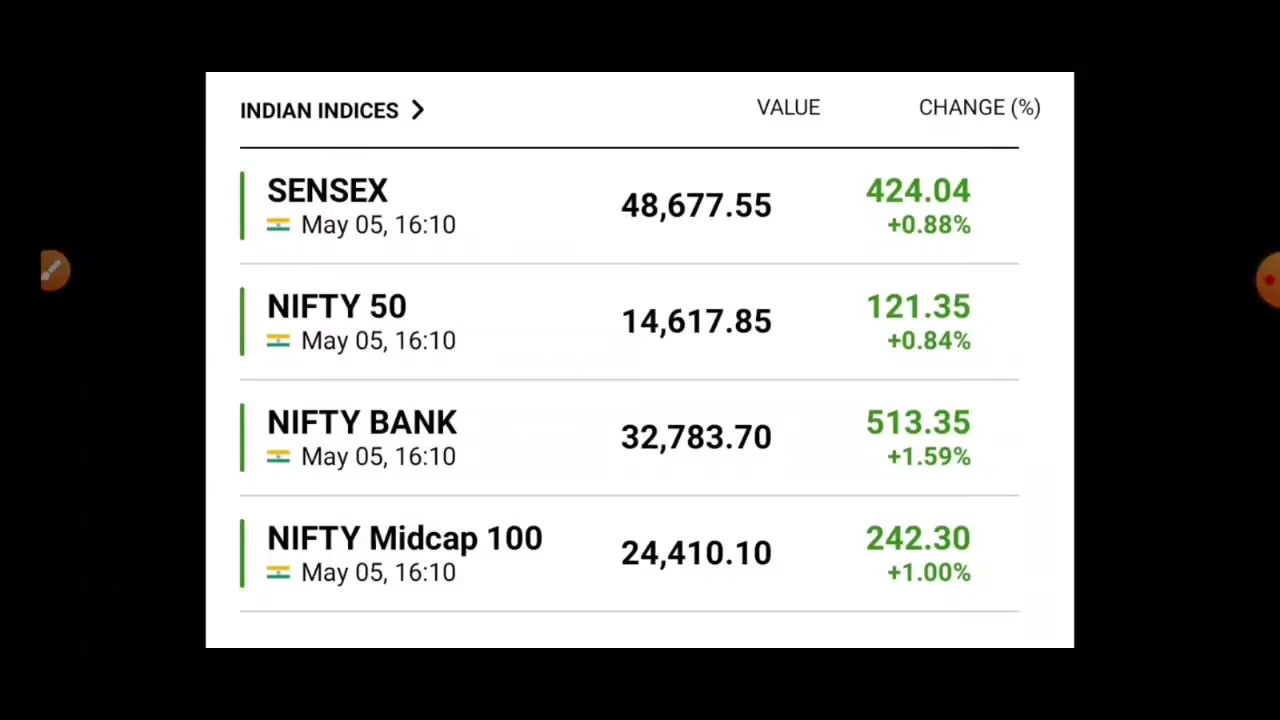 INDIAN INDICES
VALUE
CHANGE (%)
SENSEX
May 05, 16:10
48,677.55
424.04
+0.88%
NIFTY 50
May 05, 16:10
14,617.85
121.35
+0.84%
NIFTY BANK
May 05, 16:10
32,783.70
513.35
+1.59%
NIFTY Midcap 100
May 05, 16:10
24,410.10
242.30
+1.00%